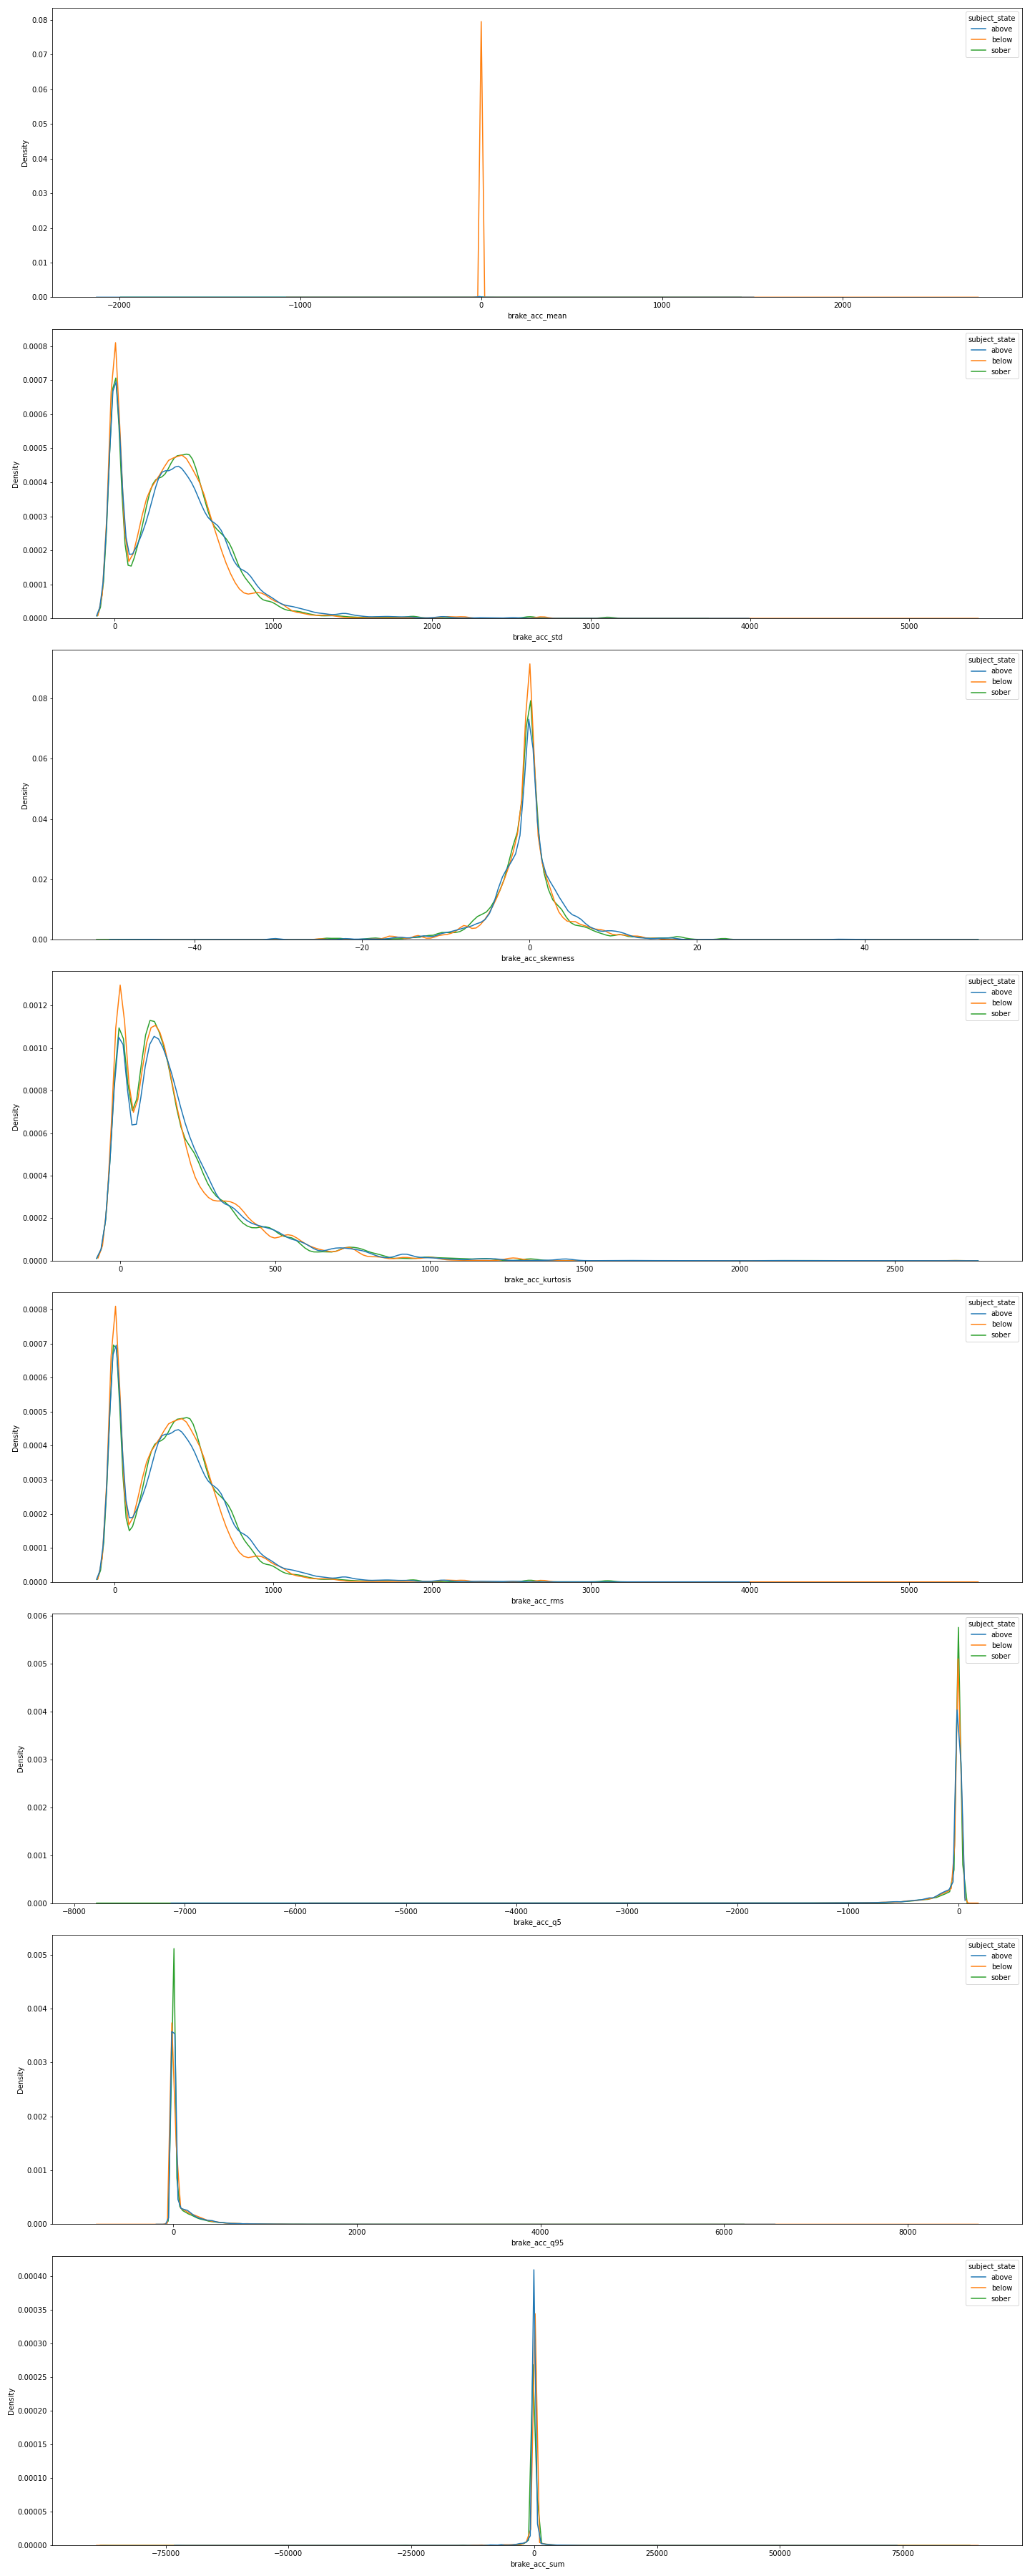 0.08
0.07
0.06
0.05
0.04
0.03
0.02
0.01
0.00
Density
−2000 −1000 0 1000 2000
brake_acc_mean
subject_state
above
below
sober
0.0008
0.0007
0.0006
0.0005
0.0004
0.0003
0.0002
0.0001
0.0000
Density
0 1000 2000 3000 4000 5000
brake_acc_std
subject_state
above
below
sober
0.08
0.06
0.04
0.02
0.00
Density
−40 −20 0 20 40
brake_acc_skewness
subject_state
above
below
sober
0.0012
0.0010
0.0008
0.0006
0.0004
0.0002
0.0000
Density
0 500 1000 1500 2000 2500
brake_acc_kurtosis
subject_state
above
below
sober
0.0008
0.0007
0.0006
0.0005
0.0004
0.0003
0.0002
0.0001
0.0000
Density
0 1000 2000 3000 4000 5000
brake_acc_rms
subject_state
above
below
sober
0.006
0.005
0.004
0.003
0.002
0.001
0.000
Density
−8000 −7000 −6000 −5000 −4000 −3000 −2000 −1000 0
brake_acc_q5
subject_state
above
below
sober
0.005
0.004
0.003
0.002
0.001
0.000
Density
0 2000 4000 6000 8000
brake_acc_q95
subject_state
above
below
sober
0.00040
0.00035
0.00030
0.00025
0.00020
0.00015
0.00010
0.00005
0.00000
Density
−75000 −50000 −25000 0 25000 50000 75000
brake_acc_sum
subject_state
above
below
sober